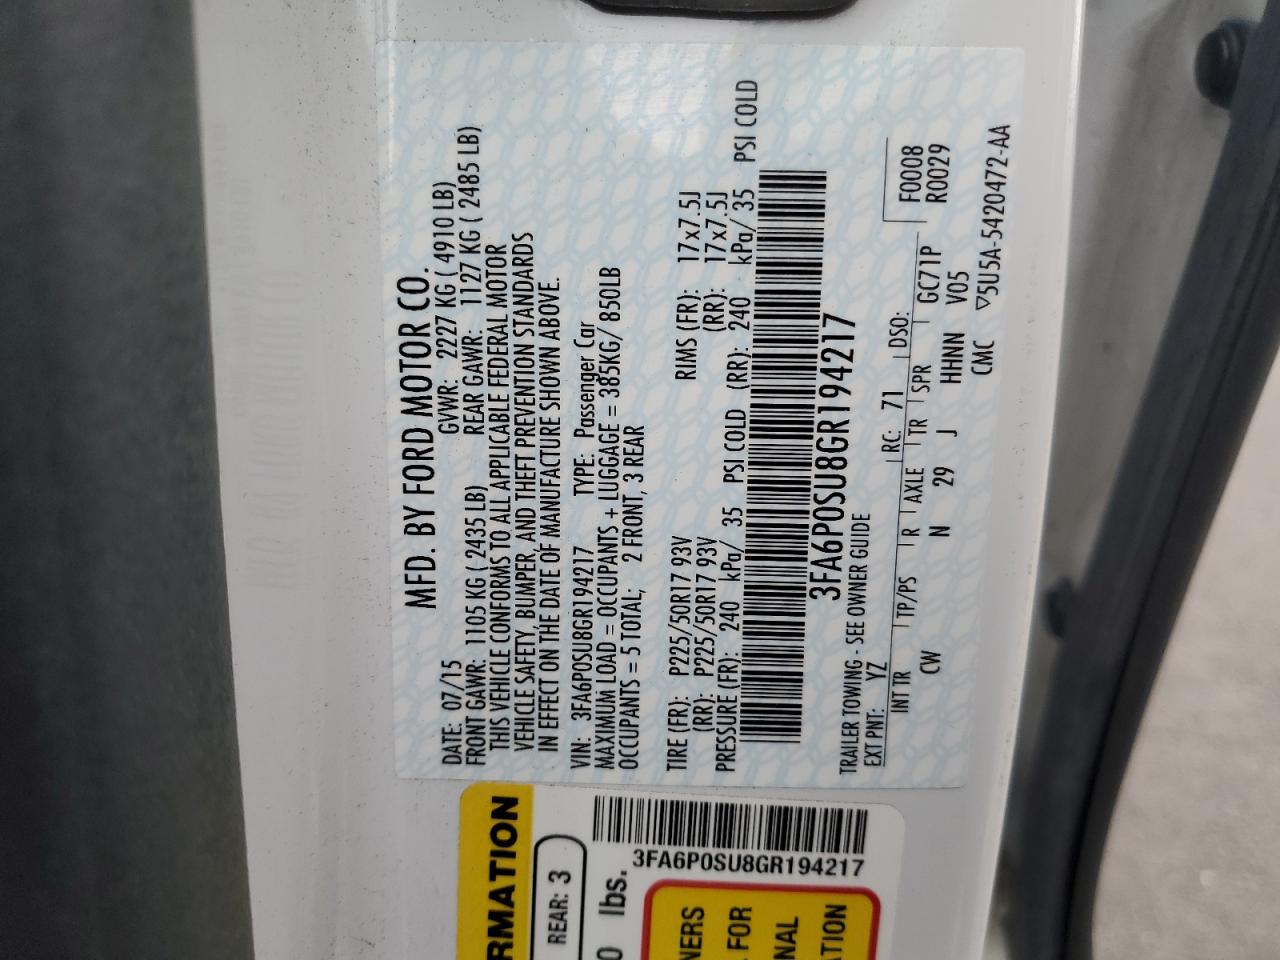 MFD. BY FORD MOTOR CO.
DATE: 07/15 GVWR: 2227 KG ( 4910 LB)
FRONT GAWR: 1105 KG ( 2435 LB) REAR GAWR: 1127 KG ( 2485 LB)
THIS VEHICLE CONFORMS TO ALL APPLICABLE FEDERAL MOTOR
VEHICLE SAFETY, BUMPER, AND THEFT PREVENTION STANDARDS
IN EFFECT ON THE DATE OF MANUFACTURE SHOWN ABOVE.
VIN: 3FA6P0SU8GR194217 TYPE: Passenger Car
MAXIMUM LOAD = OCCUPANTS + LUGGAGE = 385KG/ 850LB
OCCUPANTS = 5 TOTAL; 2 FRONT, 3 REAR
TIRE (FR): P225/50R17 93V RIMS (FR): 17x7.5J
(RR): P225/50R17 93V (RR): 17x7.5J
PRESSURE (FR): 240 kPa/ 35 PSI COLD (RR): 240 kPa/ 35 PSI COLD
3FA6P0SU8GR194217
TRAILER TOWING - SEE OWNER GUIDE
EXT PNT: YZ RC: 71 DSO: F0008
INT TR TP/PS R AXLE TR SPR GC71P R0029
CW N 29 J HHNN V05
CMC ▽5U5A-5420472-AA
RMATION
REAR: 3
0 lbs.
3FA6P0SU8GR194217
NERS
FOR
NAL
ATION